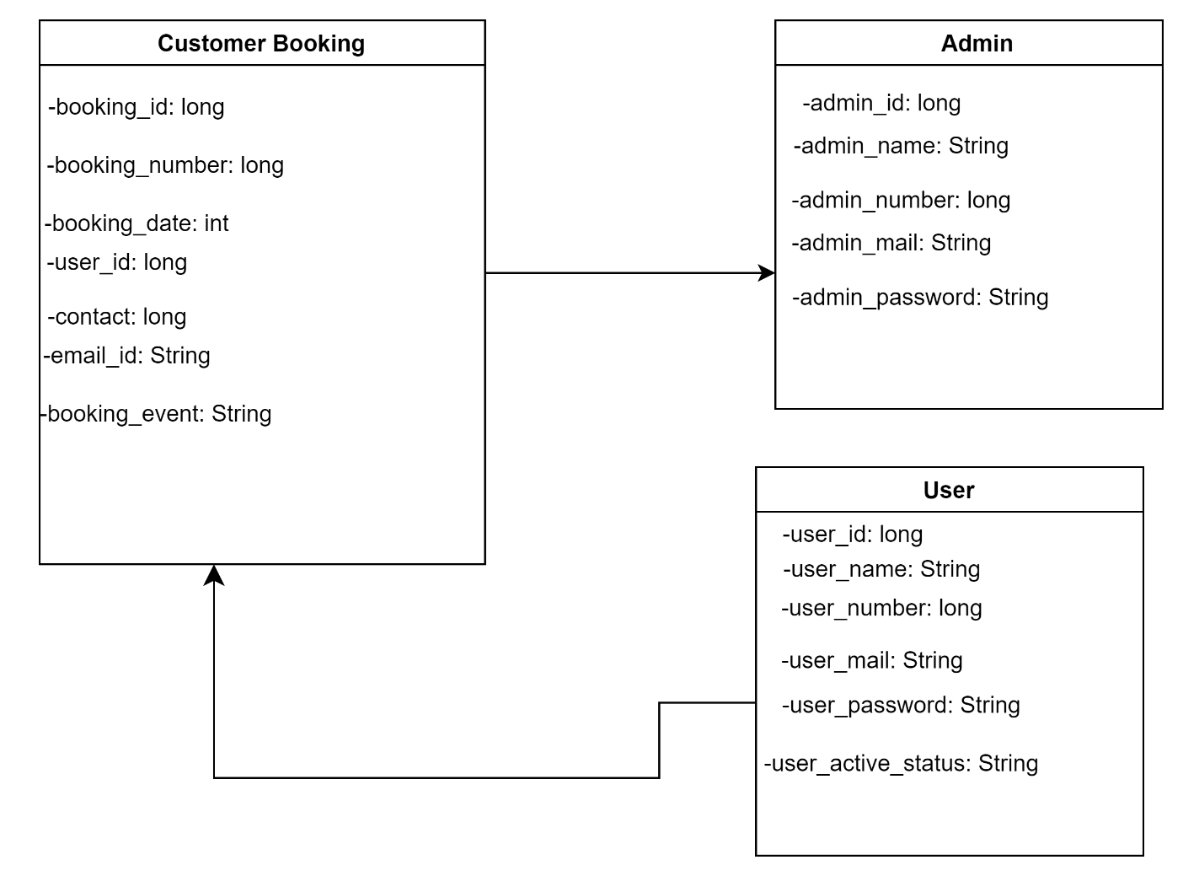 Customer Booking
-booking_id: long
-booking_number: long
-booking_date: int
-user_id: long
-contact: long
-email_id: String
-booking_event: String
Admin
-admin_id: long
-admin_name: String
-admin_number: long
-admin_mail: String
-admin_password: String
User
-user_id: long
-user_name: String
-user_number: long
-user_mail: String
-user_password: String
-user_active_status: String